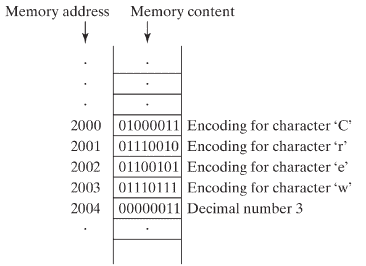 Memory address Memory content
.
.
.
.
.
.
2000 01000011 Encoding for character ‘C’
2001 01110010 Encoding for character ‘r’
2002 01100101 Encoding for character ‘e’
2003 01110111 Encoding for character ‘w’
2004 00000011 Decimal number 3
. .